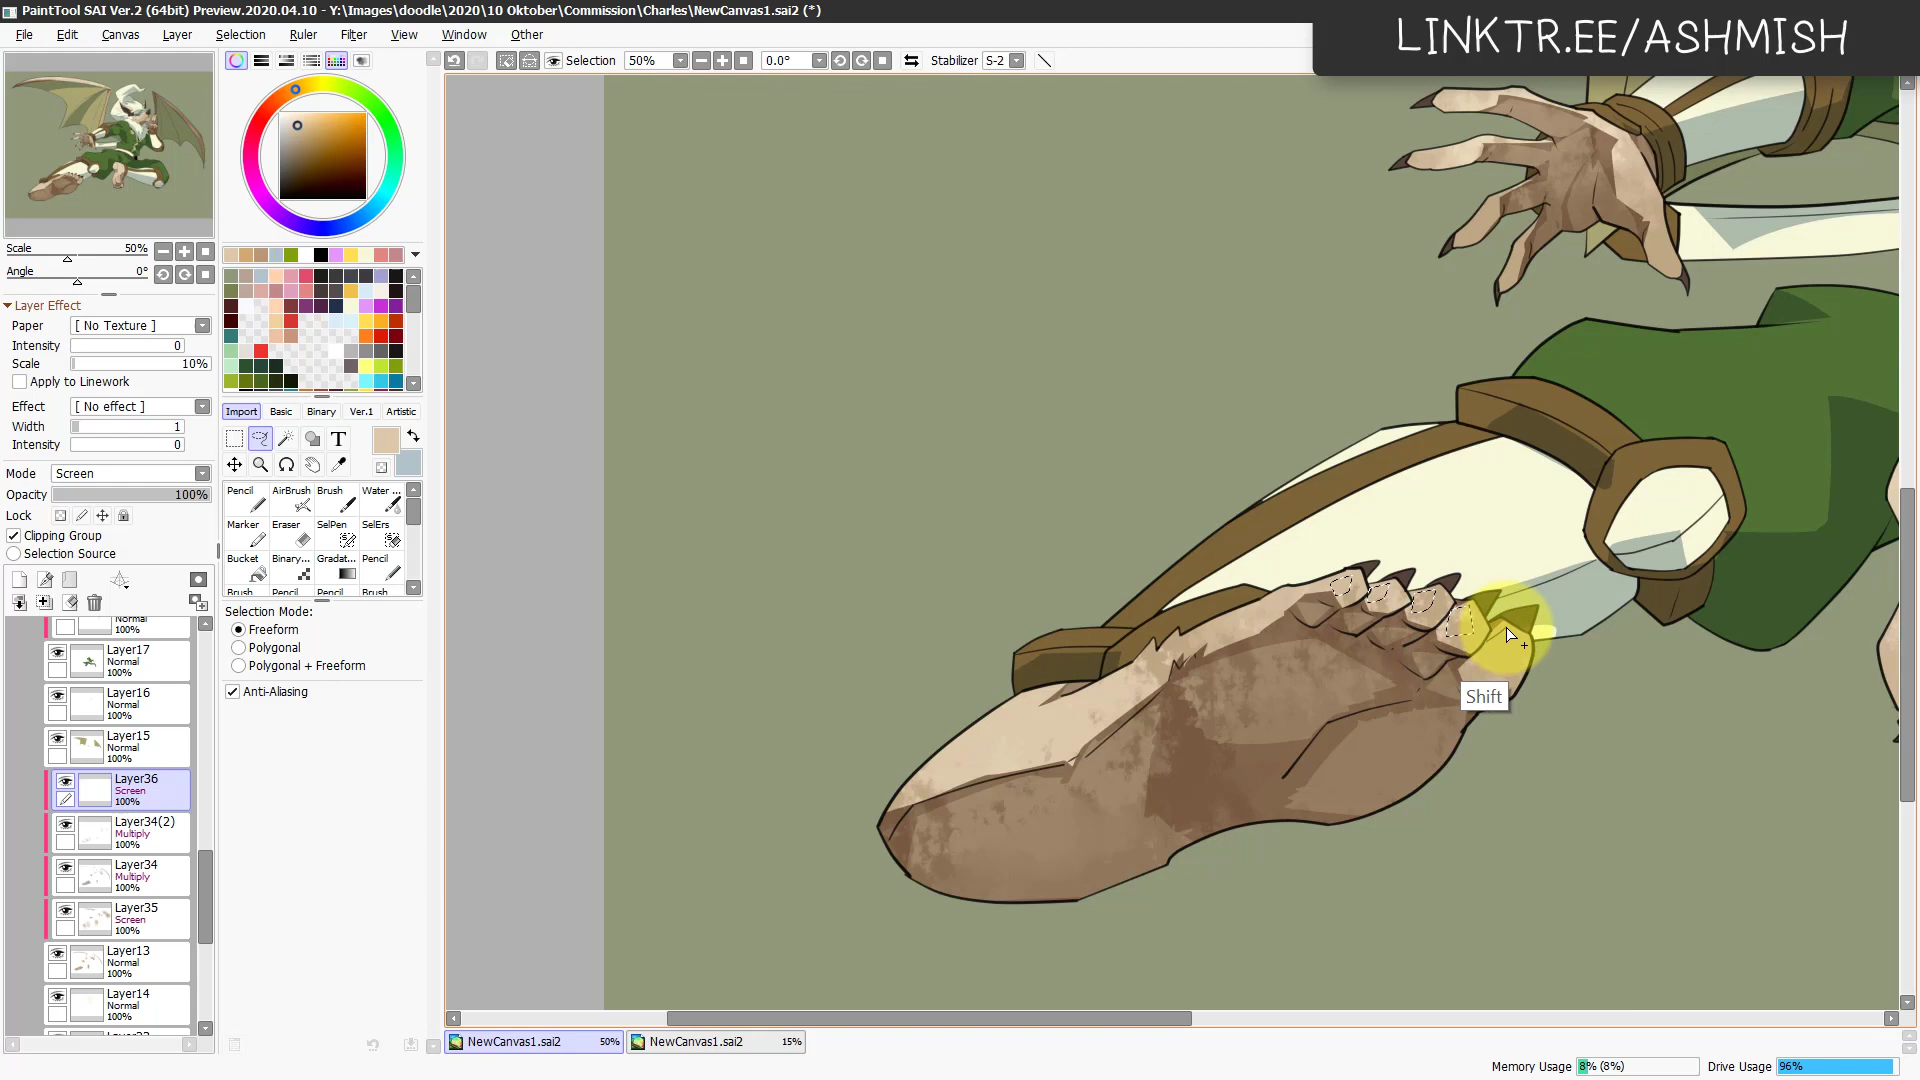 PaintTool SAI Ver.2 (64bit) Preview.2020.04.10 - Y:\Images\doodle\2020\10 Oktober\Commission\Charles\NewCanvas1.sai2 (*)
LINKTR.EE/ASHMISH
File Edit Canvas Layer Selection Ruler Filter View Window Other
Selection 50% 0.0° Stabilizer S-2
Scale 50%
Angle 0°
Layer Effect
Paper [ No Texture ]
Intensity 0
Scale 10%
Apply to Linework
Effect [ No effect ]
Width 1
Intensity 0
Mode Screen
Opacity 100%
Lock
Clipping Group
Selection Source
100%
Layer17
Normal
100%
Layer16
Normal
100%
Layer15
Normal
100%
Layer36
Screen
100%
Layer34(2)
Multiply
100%
Layer34
Multiply
100%
Layer35
Screen
100%
Layer13
Normal
100%
Layer14
Normal
100%
Import Basic Binary Ver.1 Artistic
T
Pencil AirBrush Brush Water ...
Marker Eraser SelPen SelErs
Bucket Binary... Gradat... Pencil
Selection Mode:
Freeform
Polygonal
Polygonal + Freeform
Anti-Aliasing
Shift
NewCanvas1.sai2 50% NewCanvas1.sai2 15%
Memory Usage 8% (8%) Drive Usage 96%